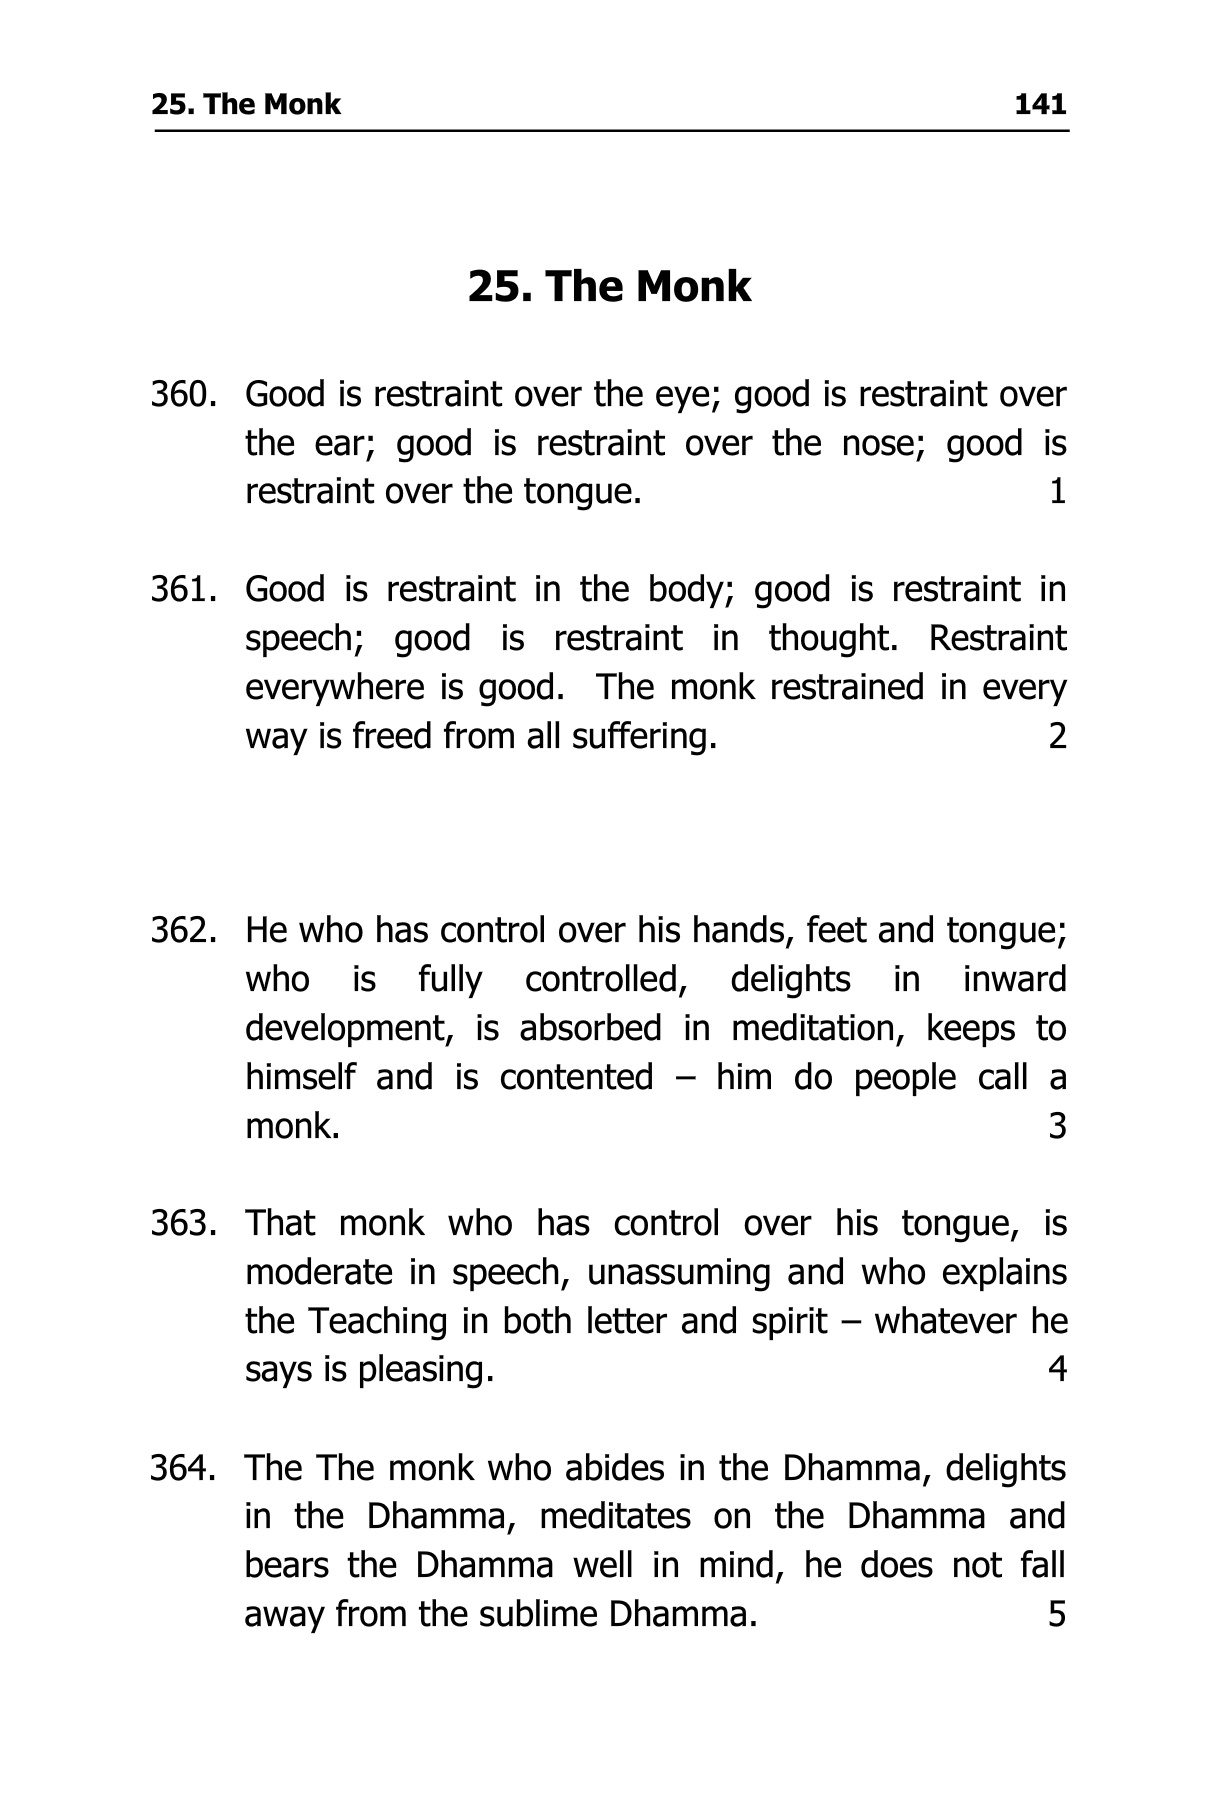 25. The Monk 141
25. The Monk
360. Good is restraint over the eye; good is restraint over
the ear; good is restraint over the nose; good is
restraint over the tongue. 1
361. Good is restraint in the body; good is restraint in
speech; good is restraint in thought. Restraint
everywhere is good. The monk restrained in every
way is freed from all suffering. 2
362. He who has control over his hands, feet and tongue;
who is fully controlled, delights in inward
development, is absorbed in meditation, keeps to
himself and is contented – him do people call a
monk. 3
363. That monk who has control over his tongue, is
moderate in speech, unassuming and who explains
the Teaching in both letter and spirit – whatever he
says is pleasing. 4
364. The The monk who abides in the Dhamma, delights
in the Dhamma, meditates on the Dhamma and
bears the Dhamma well in mind, he does not fall
away from the sublime Dhamma. 5